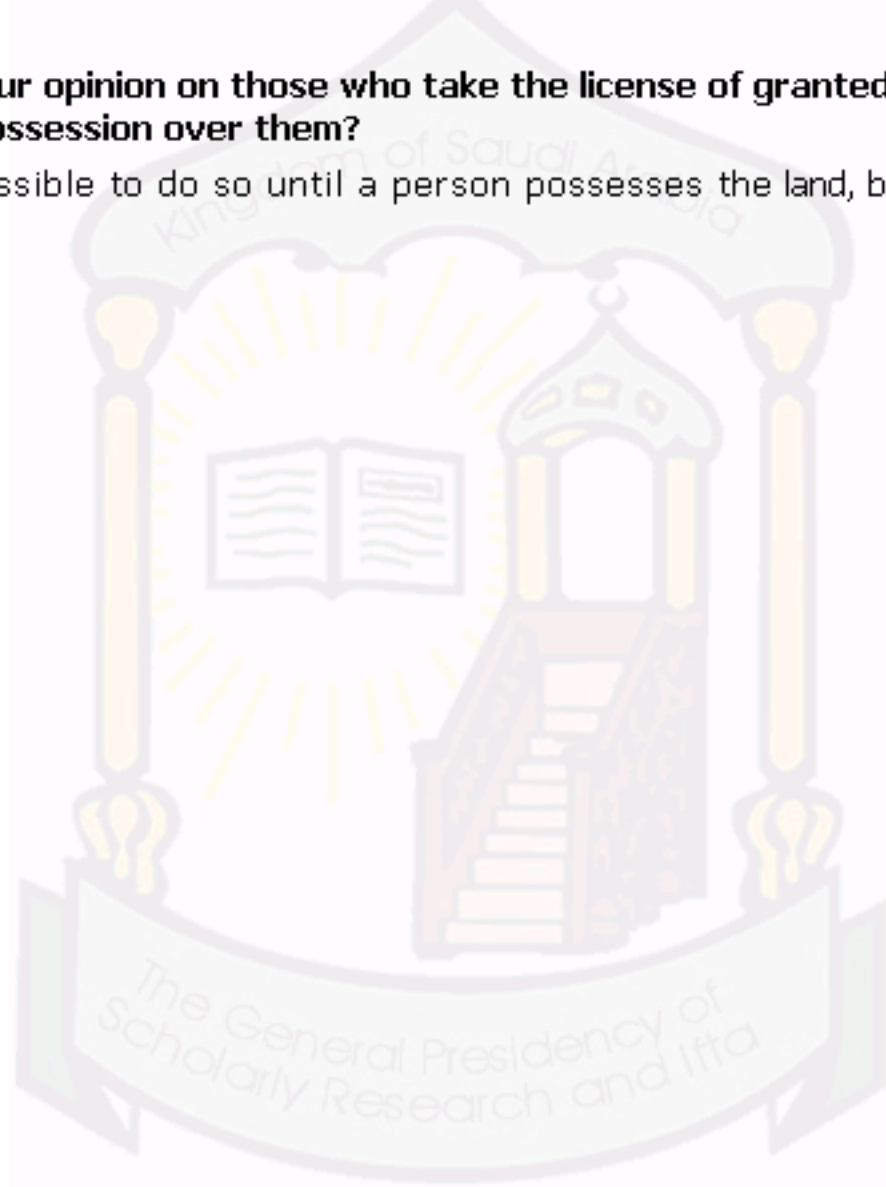 ur opinion on those who take the license of granted
ossession over them?
ssible to do so until a person possesses the land, b
Kingdom of Saudi Arabia
The General Presidency of
Scholarly Research and Ifta